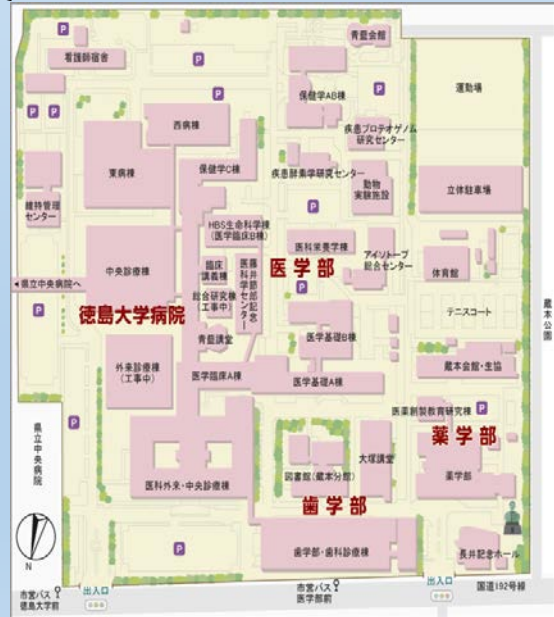 青藍会館
看護師宿舎
P
P
P
P
P
保健学AB棟
運動場
西病棟
疾患プロテオゲノム
研究センター
東病棟
保健学C棟
疾患酵素学研究センター
動物
実験施設
立体駐車場
維持管理
センター
P
HBS生命科学棟
(医学臨床B棟)
医科栄養学棟
アイソトープ
総合センター
体育館
中央診療棟
臨床
講義棟
藤井節郎記念
医科学センター
医学部
P
◀県立中央病院へ
P
総合研究棟
(工事中)
徳島大学病院
テニスコート
蔵本公園
青藍講堂
医学基礎B棟
外来診療棟
(工事中)
蔵本会館・生協
医学臨床A棟
医学基礎A棟
医薬創製教育研究棟
P
P
薬学部
県立中央病院
大塚講堂
医科外来・中央診療棟
図書館(蔵本分館)
薬学部
歯学部
N
P
歯学部・歯科診療棟
長井記念ホール
市営バス
徳島大学前
出入口
市営バス
医学部前
出入口
国道192号線